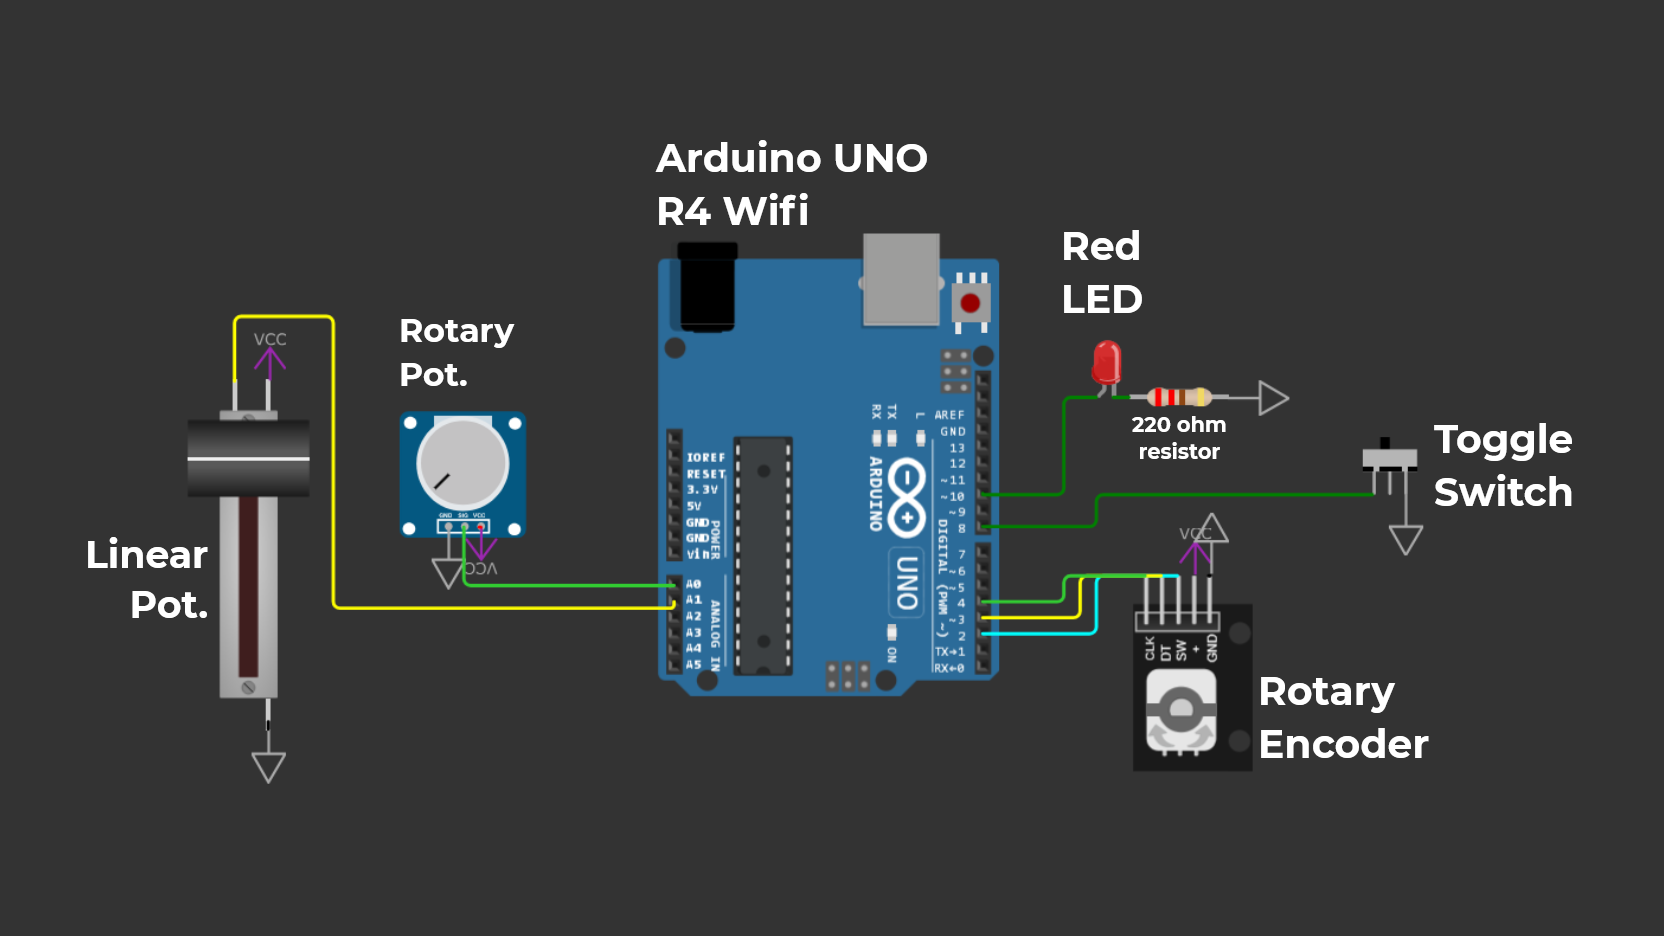 Arduino UNO
R4 Wifi
Red
LED
VCC
Rotary
Pot.
GND SIG VCC
VCC
Linear
Pot.
RX TX L
AREF
GND
13
12
~11
~10
~9
8
7
~6
~5
4
~3
2
TX→1
RX←0
DIGITAL (PWM ~)
ARDUINO
UNO
ON
IOREF
RESET
3.3V
5V
GND
GND
Vin
POWER
A0
A1
A2
A3
A4
A5
ANALOG IN
220 ohm
resistor
Toggle
Switch
VCC
CLK
DT
SW
+
GND
Rotary
Encoder